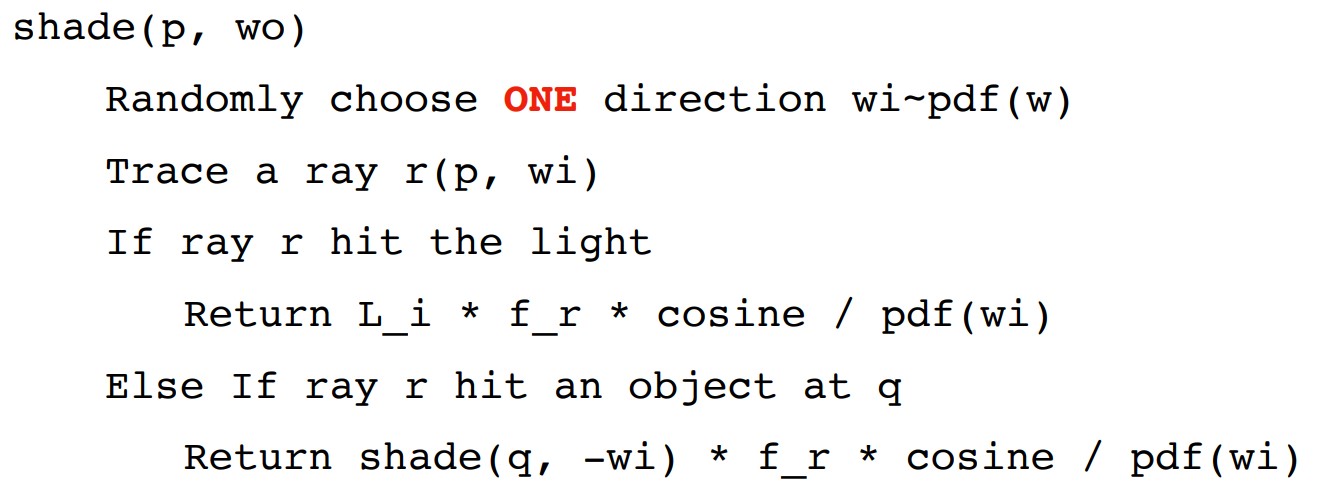 shade(p, wo)
Randomly choose ONE direction wi~pdf(w)
Trace a ray r(p, wi)
If ray r hit the light
Return L_i * f_r * cosine / pdf(wi)
Else If ray r hit an object at q
Return shade(q, -wi) * f_r * cosine / pdf(wi)